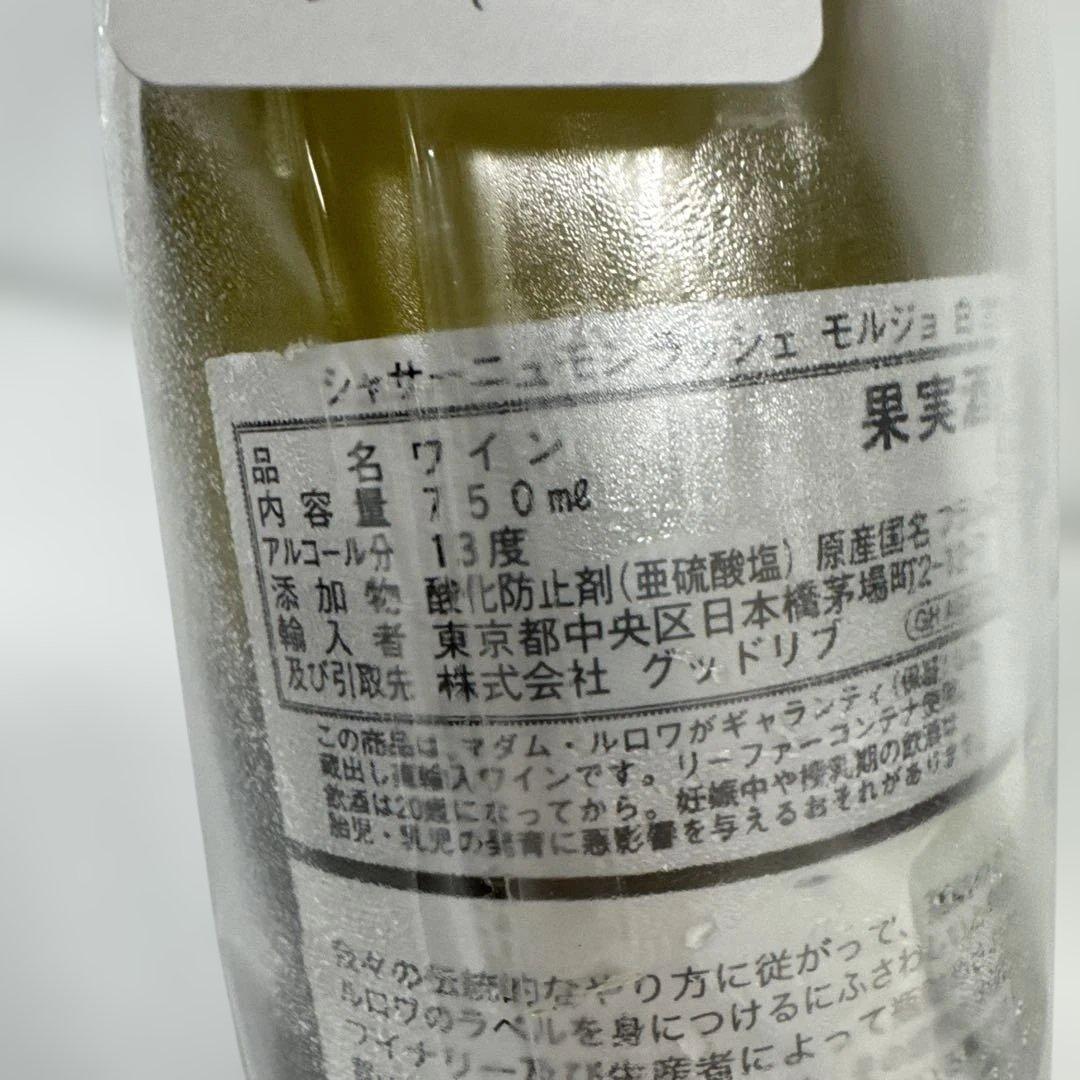 シャサーニュ モンラッシェ モルジョ 白
果実酒
品名 ワイン
内容量 750㎖
アルコール分 13度
添加物 酸化防止剤(亜硫酸塩) 原産国名 フラ
輸入者 東京都中央区日本橋茅場町2-12-
及び引取先 株式会社 グッドリブ
この商品は、マダム・ルロワがギャランティ(保証
蔵出し直輸入ワインです。リーファーコンテナ使用
飲酒は20歳になってから。妊娠中や授乳期の飲酒は
胎児・乳児の発育に悪影響を与えるおそれがあります
の伝統的なやり方に従がって、
ルロワのラベルを身につけるにふさわしい
ワイナリー及び生産者によって